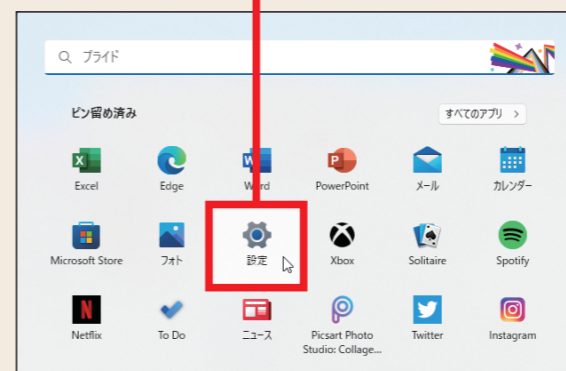 プライド
ピン留め済み
すべてのアプリ >
Excel
Edge
Word
PowerPoint
メール
カレンダー
Microsoft Store
フォト
設定
Xbox
Solitaire
Spotify
Netflix
To Do
ニュース
Picsart Photo
Studio: Collage...
Twitter
Instagram